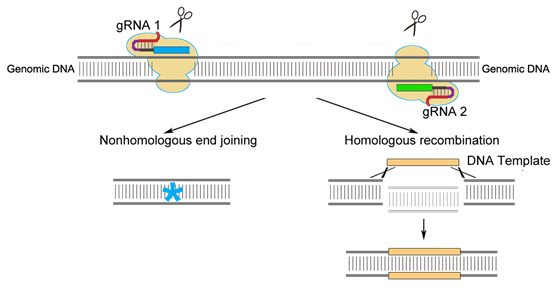 gRNA 1
Genomic DNA
Genomic DNA
gRNA 2
Nonhomologous end joining
Homologous recombination
DNA Template